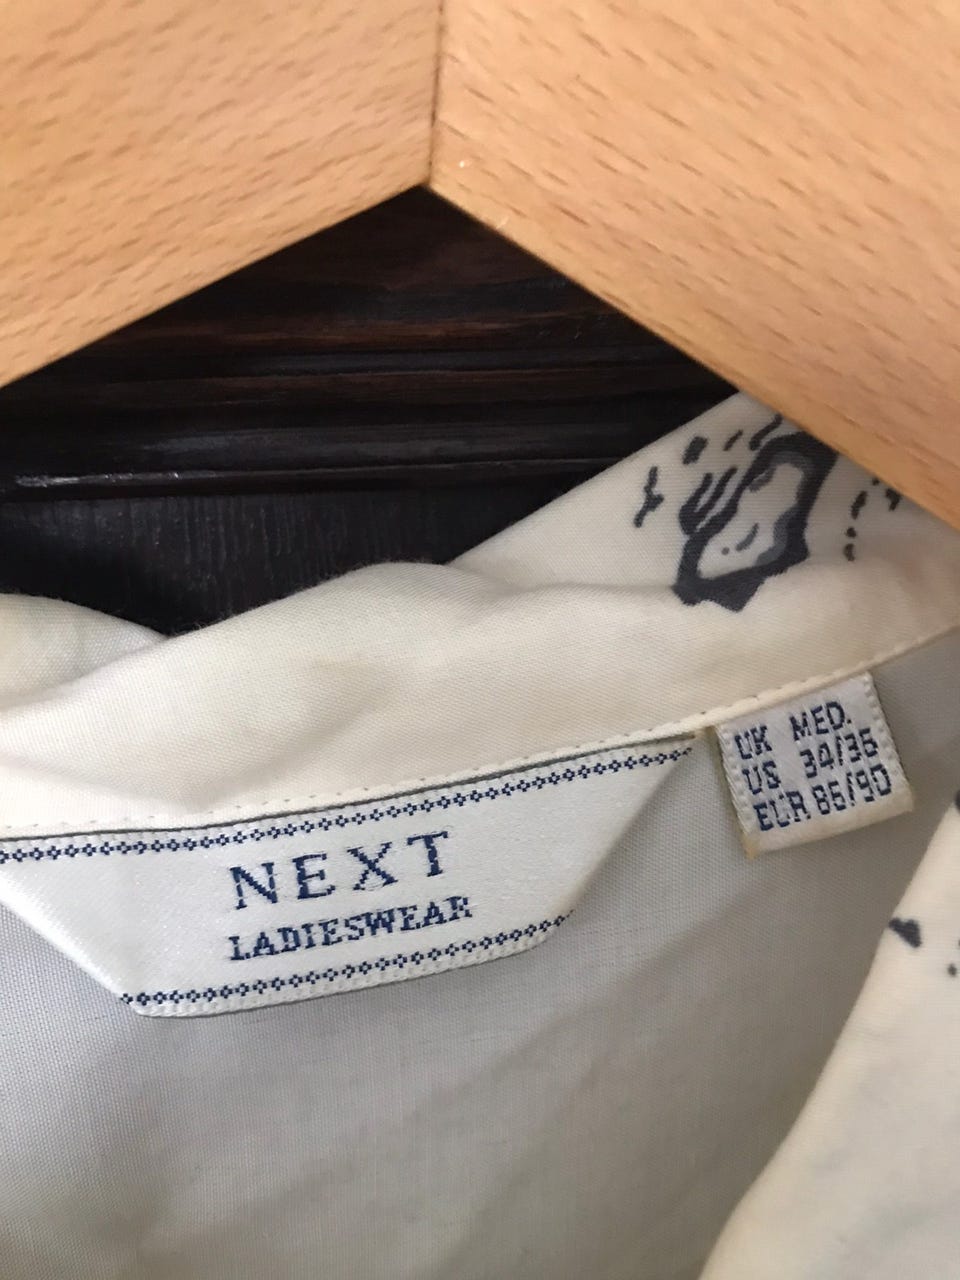 NEXT
LADIESWEAR
UK MED.
US 34/36
EUR 86/90